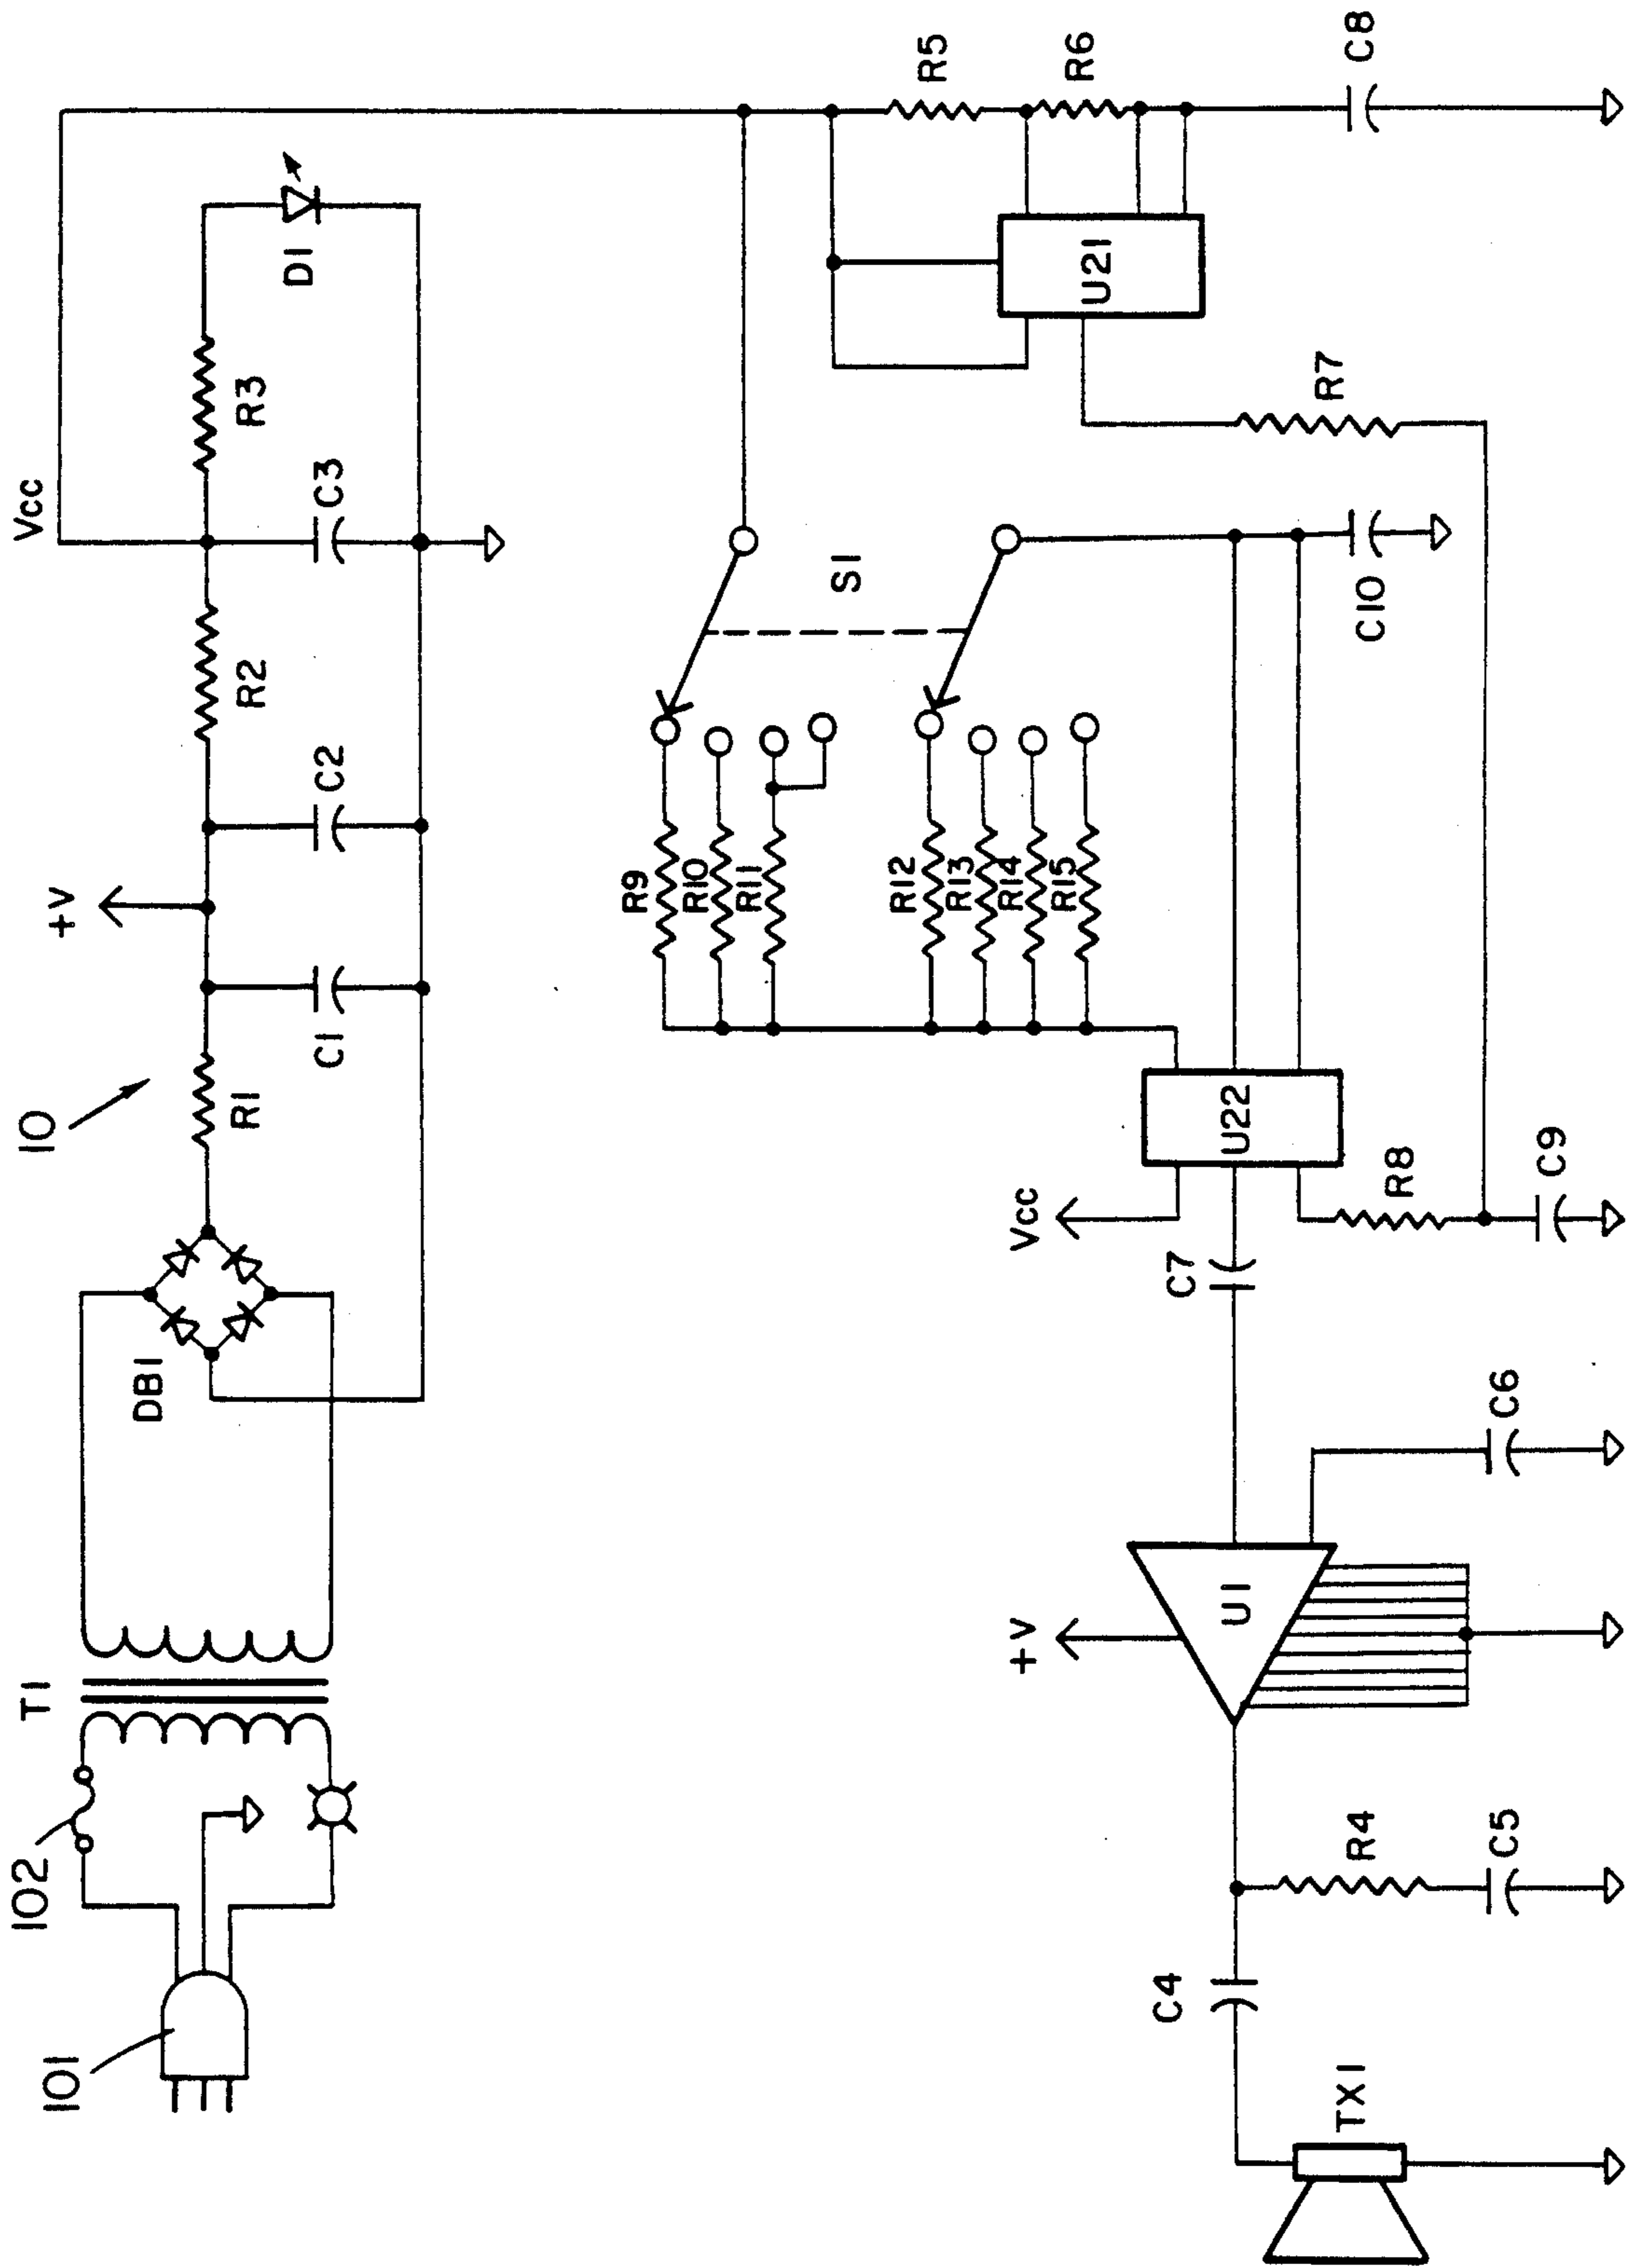 101
102
T1
DB1
10
R1
C1
+V
C2
R2
Vcc
C3
R3
D1
R9
R10
R11
R12
R13
R14
R15
S1
R5
R6
C8
U21
R7
C10
U22
Vcc
R8
C9
C7
+V
U1
C6
R4
C5
C4
TX1